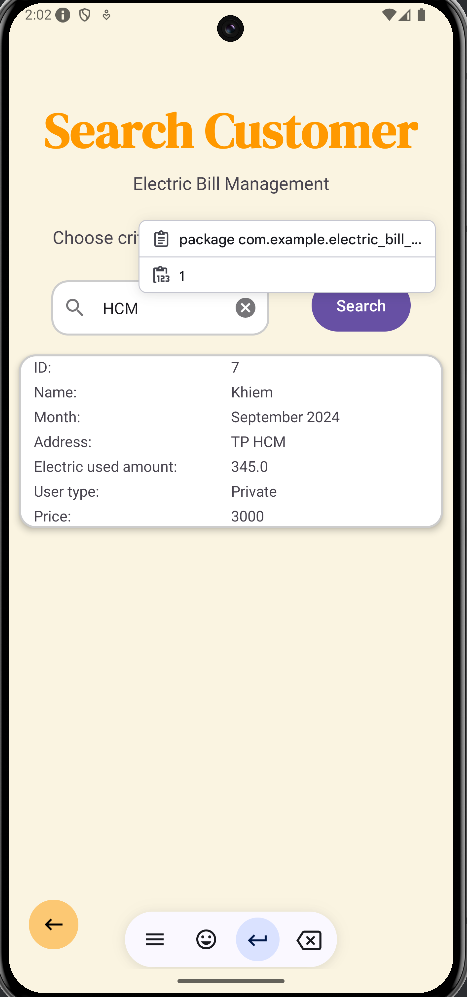 2:02
Search Customer
Electric Bill Management
Choose cri
package com.example.electric_bill_...
1
HCM
Search
ID: 7
Name: Khiem
Month: September 2024
Address: TP HCM
Electric used amount: 345.0
User type: Private
Price: 3000